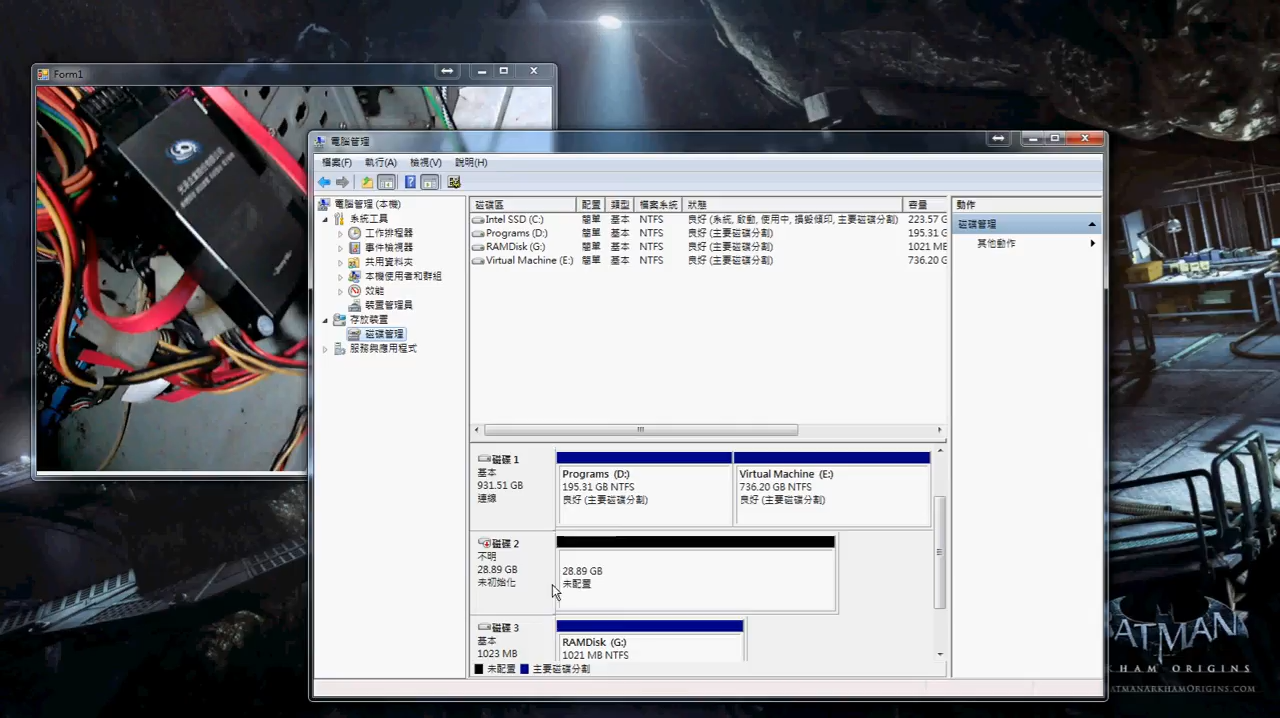 Form1
電腦管理
檔案(F) 執行(A) 檢視(V) 說明(H)
電腦管理 (本機)
系統工具
工作排程器
事件檢視器
共用資料夾
本機使用者和群組
效能
裝置管理員
存放裝置
磁碟管理
服務與應用程式
磁碟區 配置 類型 檔案系統 狀態 容量
Intel SSD (C:) 簡單 基本 NTFS 良好 (系統, 啟動, 使用中, 損毀傾印, 主要磁碟分割) 223.57 G
Programs (D:) 簡單 基本 NTFS 良好 (主要磁碟分割) 195.31 G
RAMDisk (G:) 簡單 基本 NTFS 良好 (主要磁碟分割) 1021 MB
Virtual Machine (E:) 簡單 基本 NTFS 良好 (主要磁碟分割) 736.20 G
動作
磁碟管理
其他動作
磁碟 1
基本
931.51 GB
連線
Programs (D:)
195.31 GB NTFS
良好 (主要磁碟分割)
Virtual Machine (E:)
736.20 GB NTFS
良好 (主要磁碟分割)
磁碟 2
不明
28.89 GB
未初始化
28.89 GB
未配置
磁碟 3
基本
1023 MB
RAMDisk (G:)
1021 MB NTFS
未配置 主要磁碟分割
BATMAN
KHAM ORIGINS
ATMANARKHAMORIGINS.COM